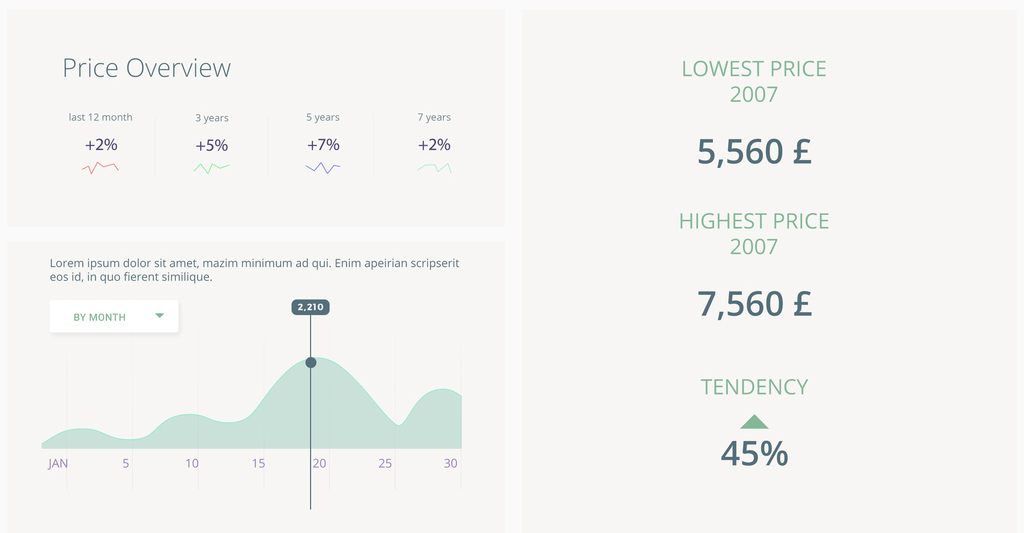 Price Overview
last 12 month
3 years
5 years
7 years
+2%
+5%
+7%
+2%
Lorem ipsum dolor sit amet, mazim minimum ad qui. Enim apeirian scripserit
eos id, in quo fierent similique.
BY MONTH
2,210
JAN
5
10
15
20
25
30
LOWEST PRICE
2007
5,560 £
HIGHEST PRICE
2007
7,560 £
TENDENCY
45%